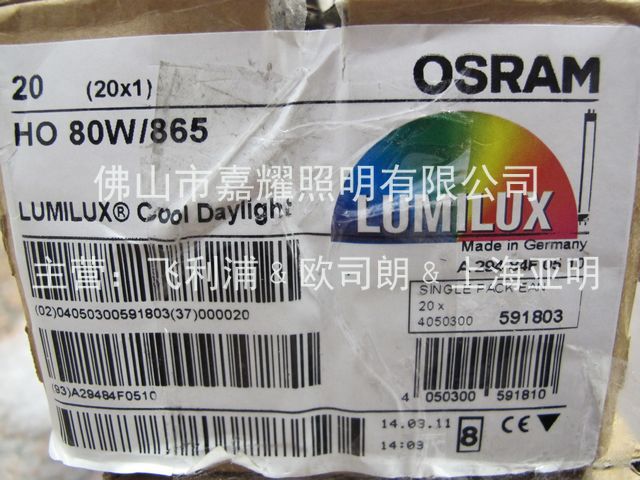 20 (20x1)
OSRAM
HO 80W/865
佛山市嘉耀照明有限公司
LUMILUX® Cool Daylight
LUMILUX
Made in Germany
主营：飞利浦 & 欧司朗 & 上海亚明
A29484F0510
SINGLE PACK EAN
20 x
4050300 591803
(02)04050300591803(37)000020
(93)A29484F0510
4 050300 591810
14.03.11
14:03
8 CE